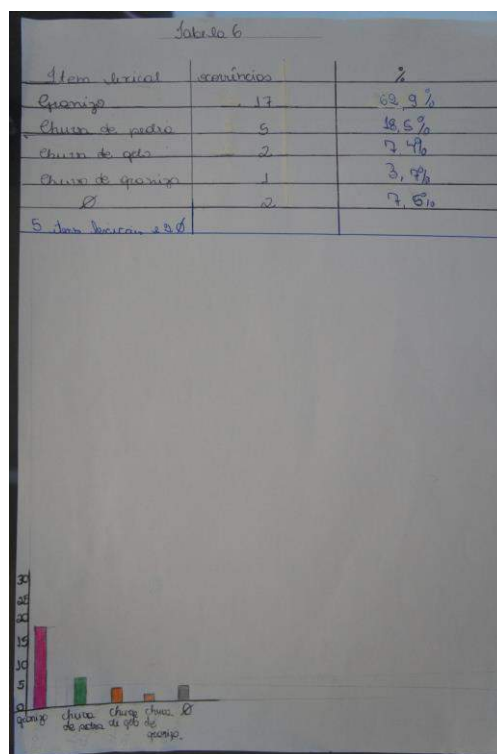 Tabela 6
Item lexical ocorrências %
Granizo 17 62,9%
Chuva de pedra 5 18,5%
Chuva de gelo 2 7,4%
Chuva de granizo 1 3,7%
Ø 2 7,5%
5 itens lexicais e Ø
30
25
20
15
10
5
0
granizo chuva de pedra chuva de gelo chuva de granizo Ø